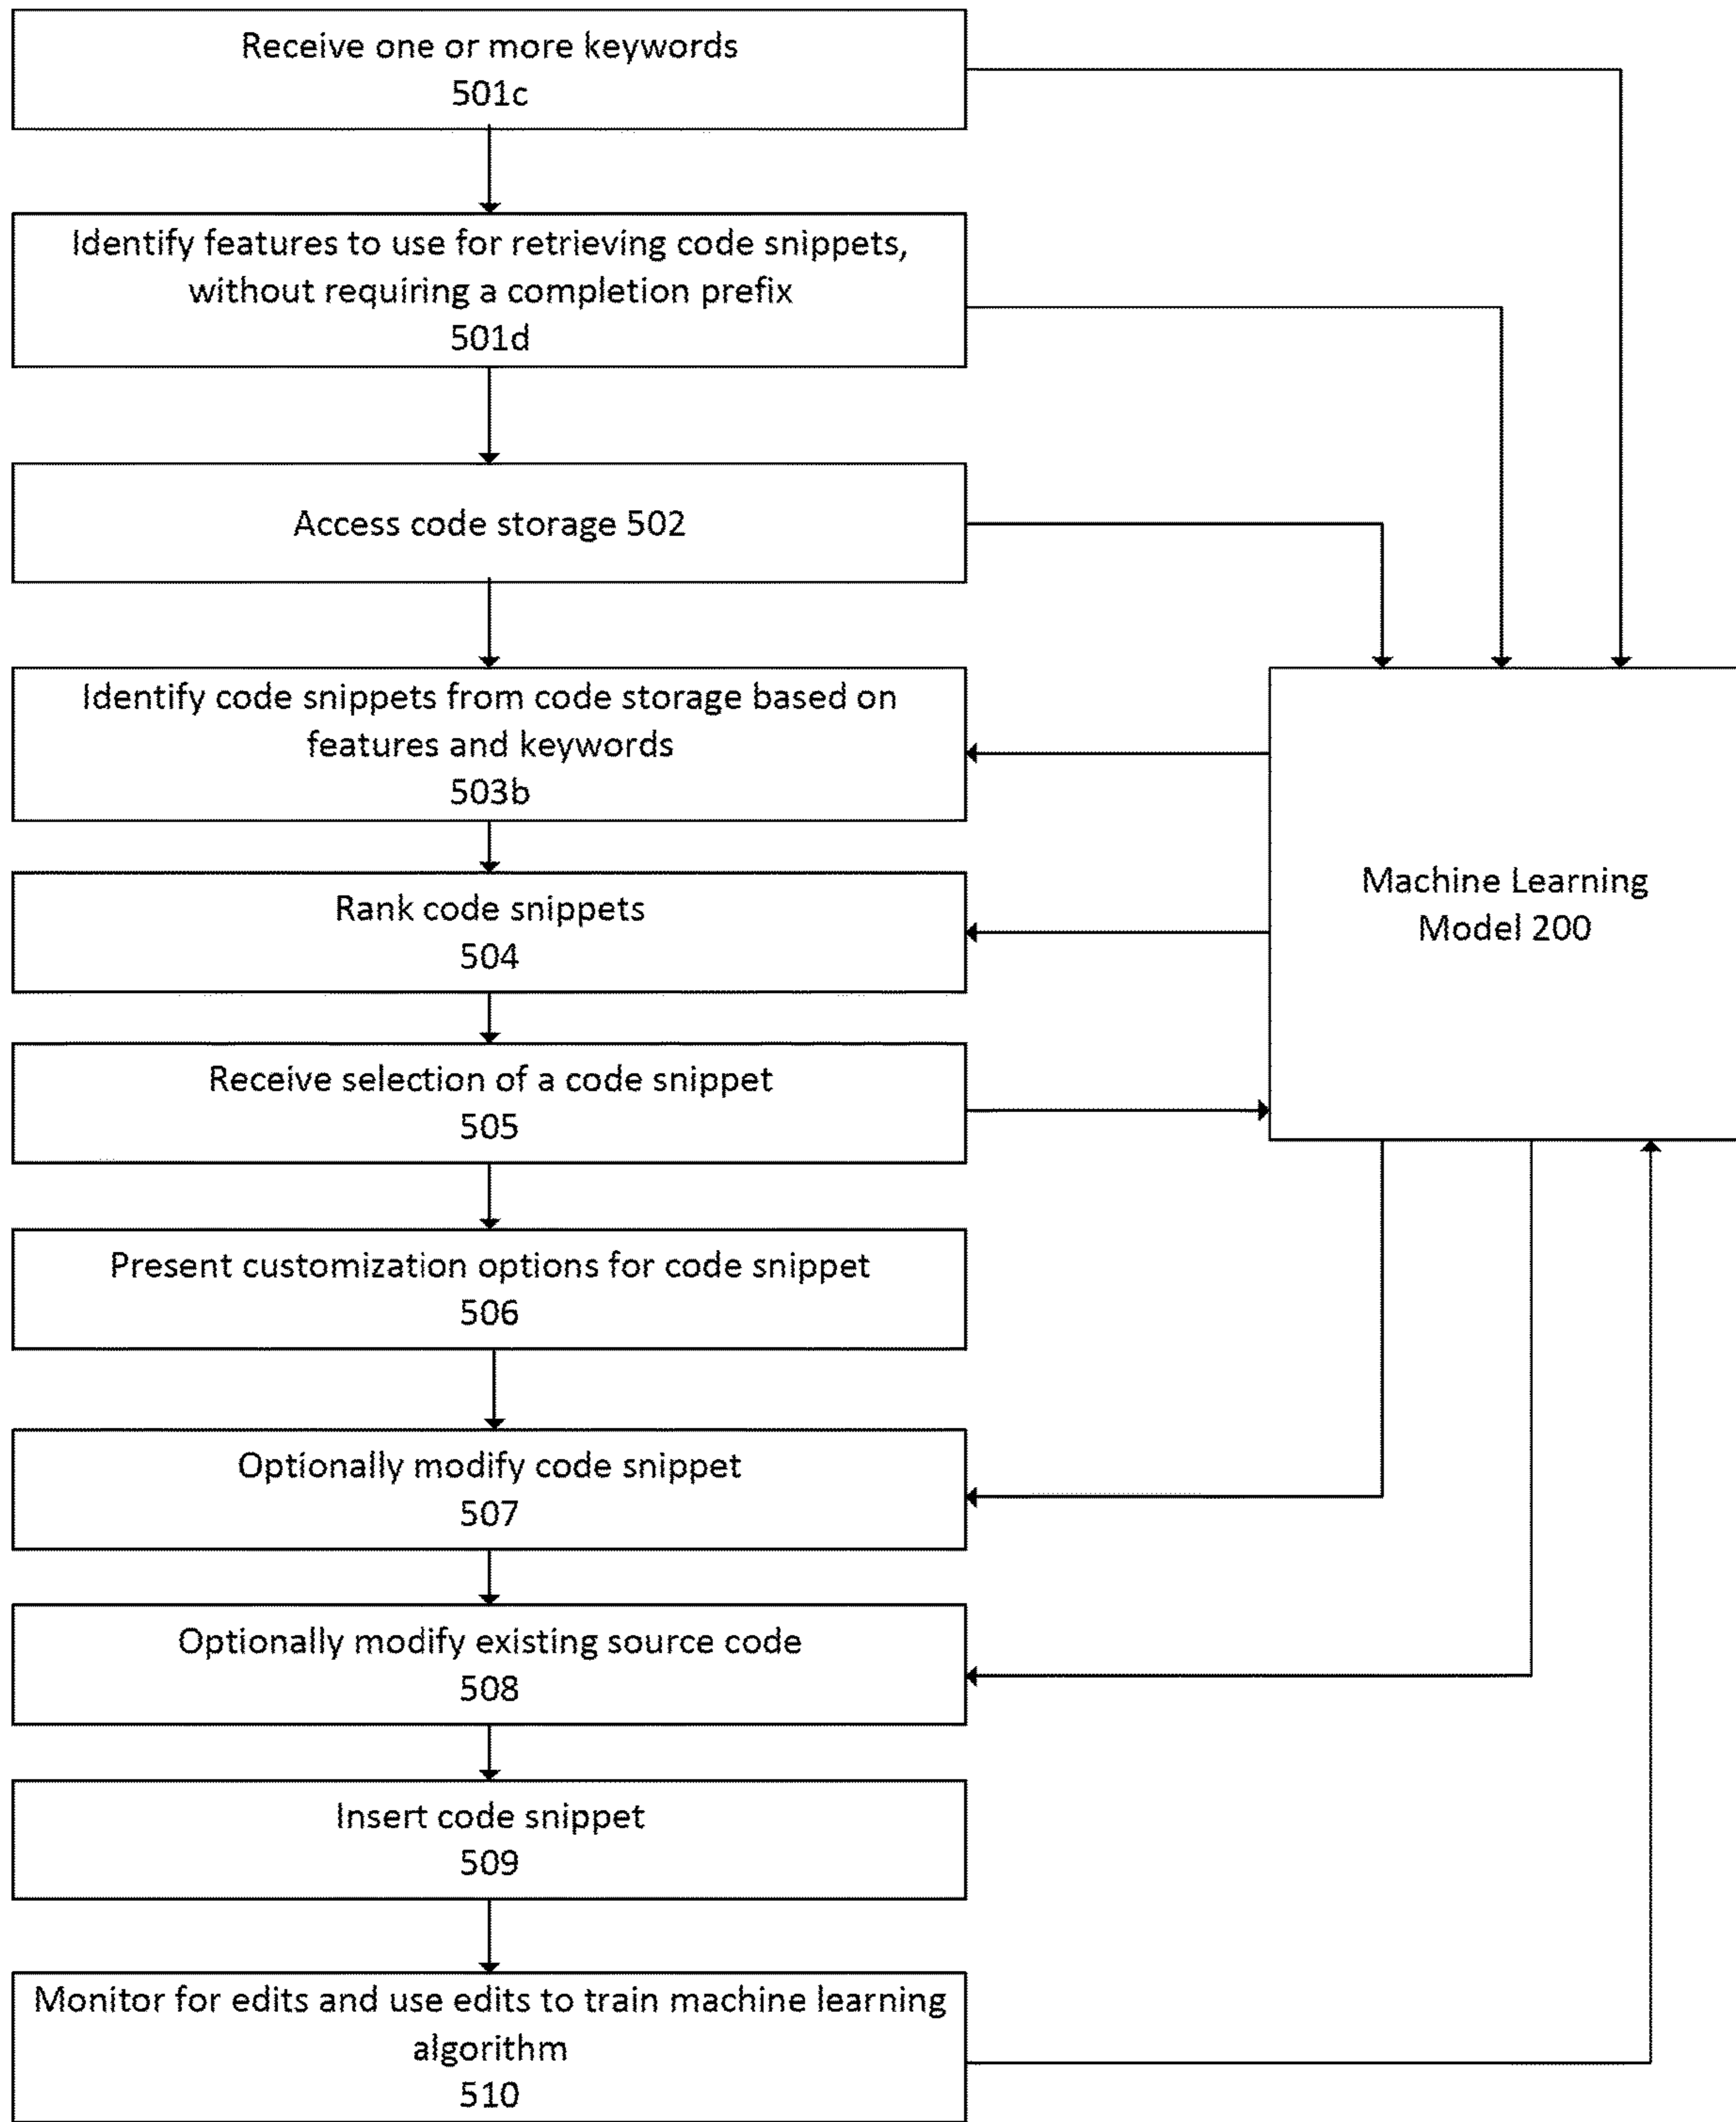 Receive one or more keywords
501c
Identify features to use for retrieving code snippets,
without requiring a completion prefix
501d
Access code storage 502
Identify code snippets from code storage based on
features and keywords
503b
Rank code snippets
504
Machine Learning
Model 200
Receive selection of a code snippet
505
Present customization options for code snippet
506
Optionally modify code snippet
507
Optionally modify existing source code
508
Insert code snippet
509
Monitor for edits and use edits to train machine learning
algorithm
510